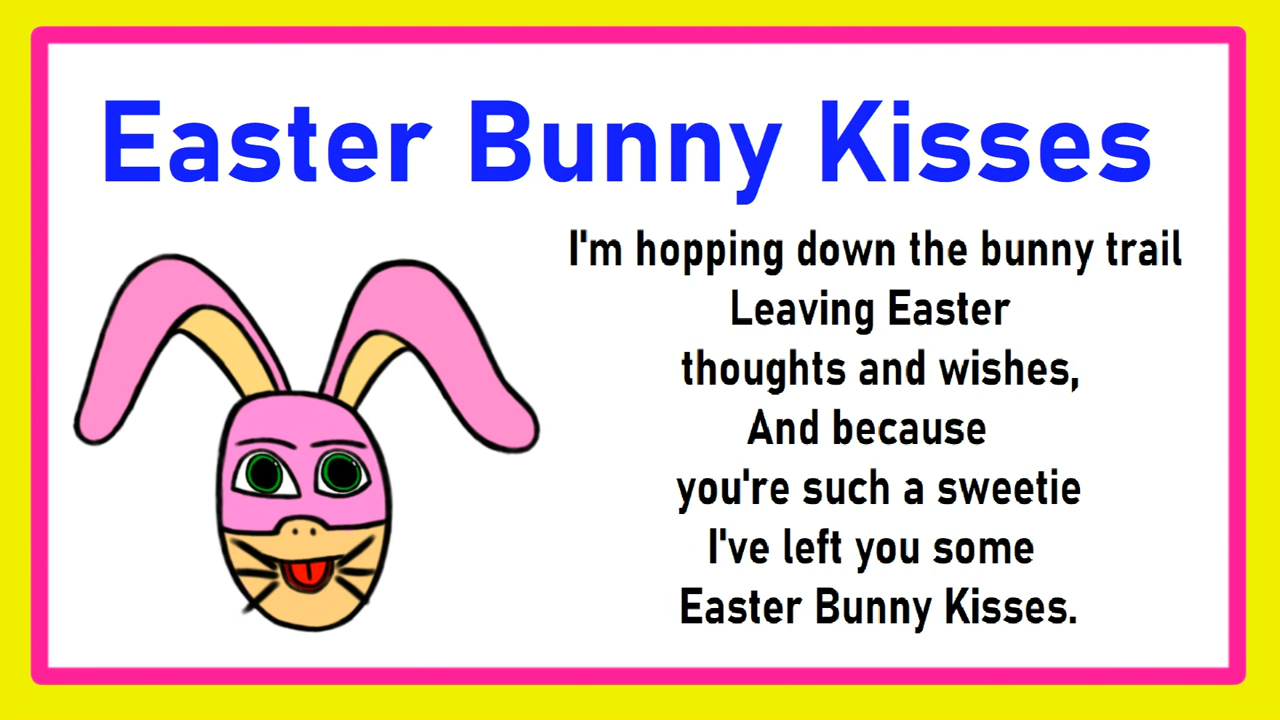 Easter Bunny Kisses
I'm hopping down the bunny trail
Leaving Easter
thoughts and wishes,
And because
you're such a sweetie
I've left you some
Easter Bunny Kisses.